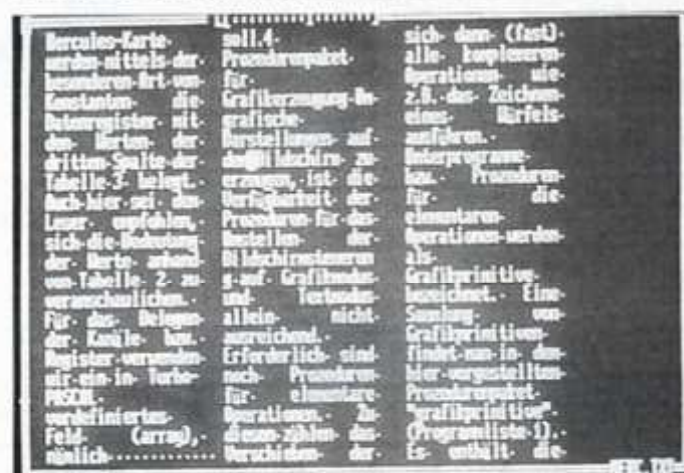 Hercules-Karte
werden mittels der
besonderen Art von
Konstanten die
Datenregister mit
den Werten der
dritten Spalte der
Tabelle 3 belegt.
Auch hier sei dem
Leser empfohlen,
sich die Bedeutung
der Werte anhand
von Tabelle 2 zu
veranschaulichen.
Für das Belegen
der Kanäle bzw.
Register verwenden
wir ein in Turbo-
PASCAL
vordefiniertes
Feld (array),
nämlich
soll.4
Prozedurenpaket
für
Grafikerzeugung Um
grafische
Darstellungen auf
dem Bildschirm zu
erzeugen, ist die
Verfügbarkeit der
Prozeduren für das
Umstellen der
Bildschirmsteuerun
g auf Grafikmodus
und Textmodus
allein nicht
ausreichend.
Erforderlich sind
noch Prozeduren
für elementare
Operationen. Zu
diesen zählen das
Verschieben der
sich dann (fast)
alle komplexeren
Operationen wie
z.B. das Zeichnen
eines Würfels
ausführen.
Unterprogramme
bzw. Prozeduren
für die
elementaren
Operationen werden
als
Grafikprimitive
bezeichnet. Eine
Sammlung von
Grafikprimitiven
findet man in dem
hier vorgestellten
Prozedurenpaket
"grafikprimitive"
(Programmliste 1).
Es enthält die